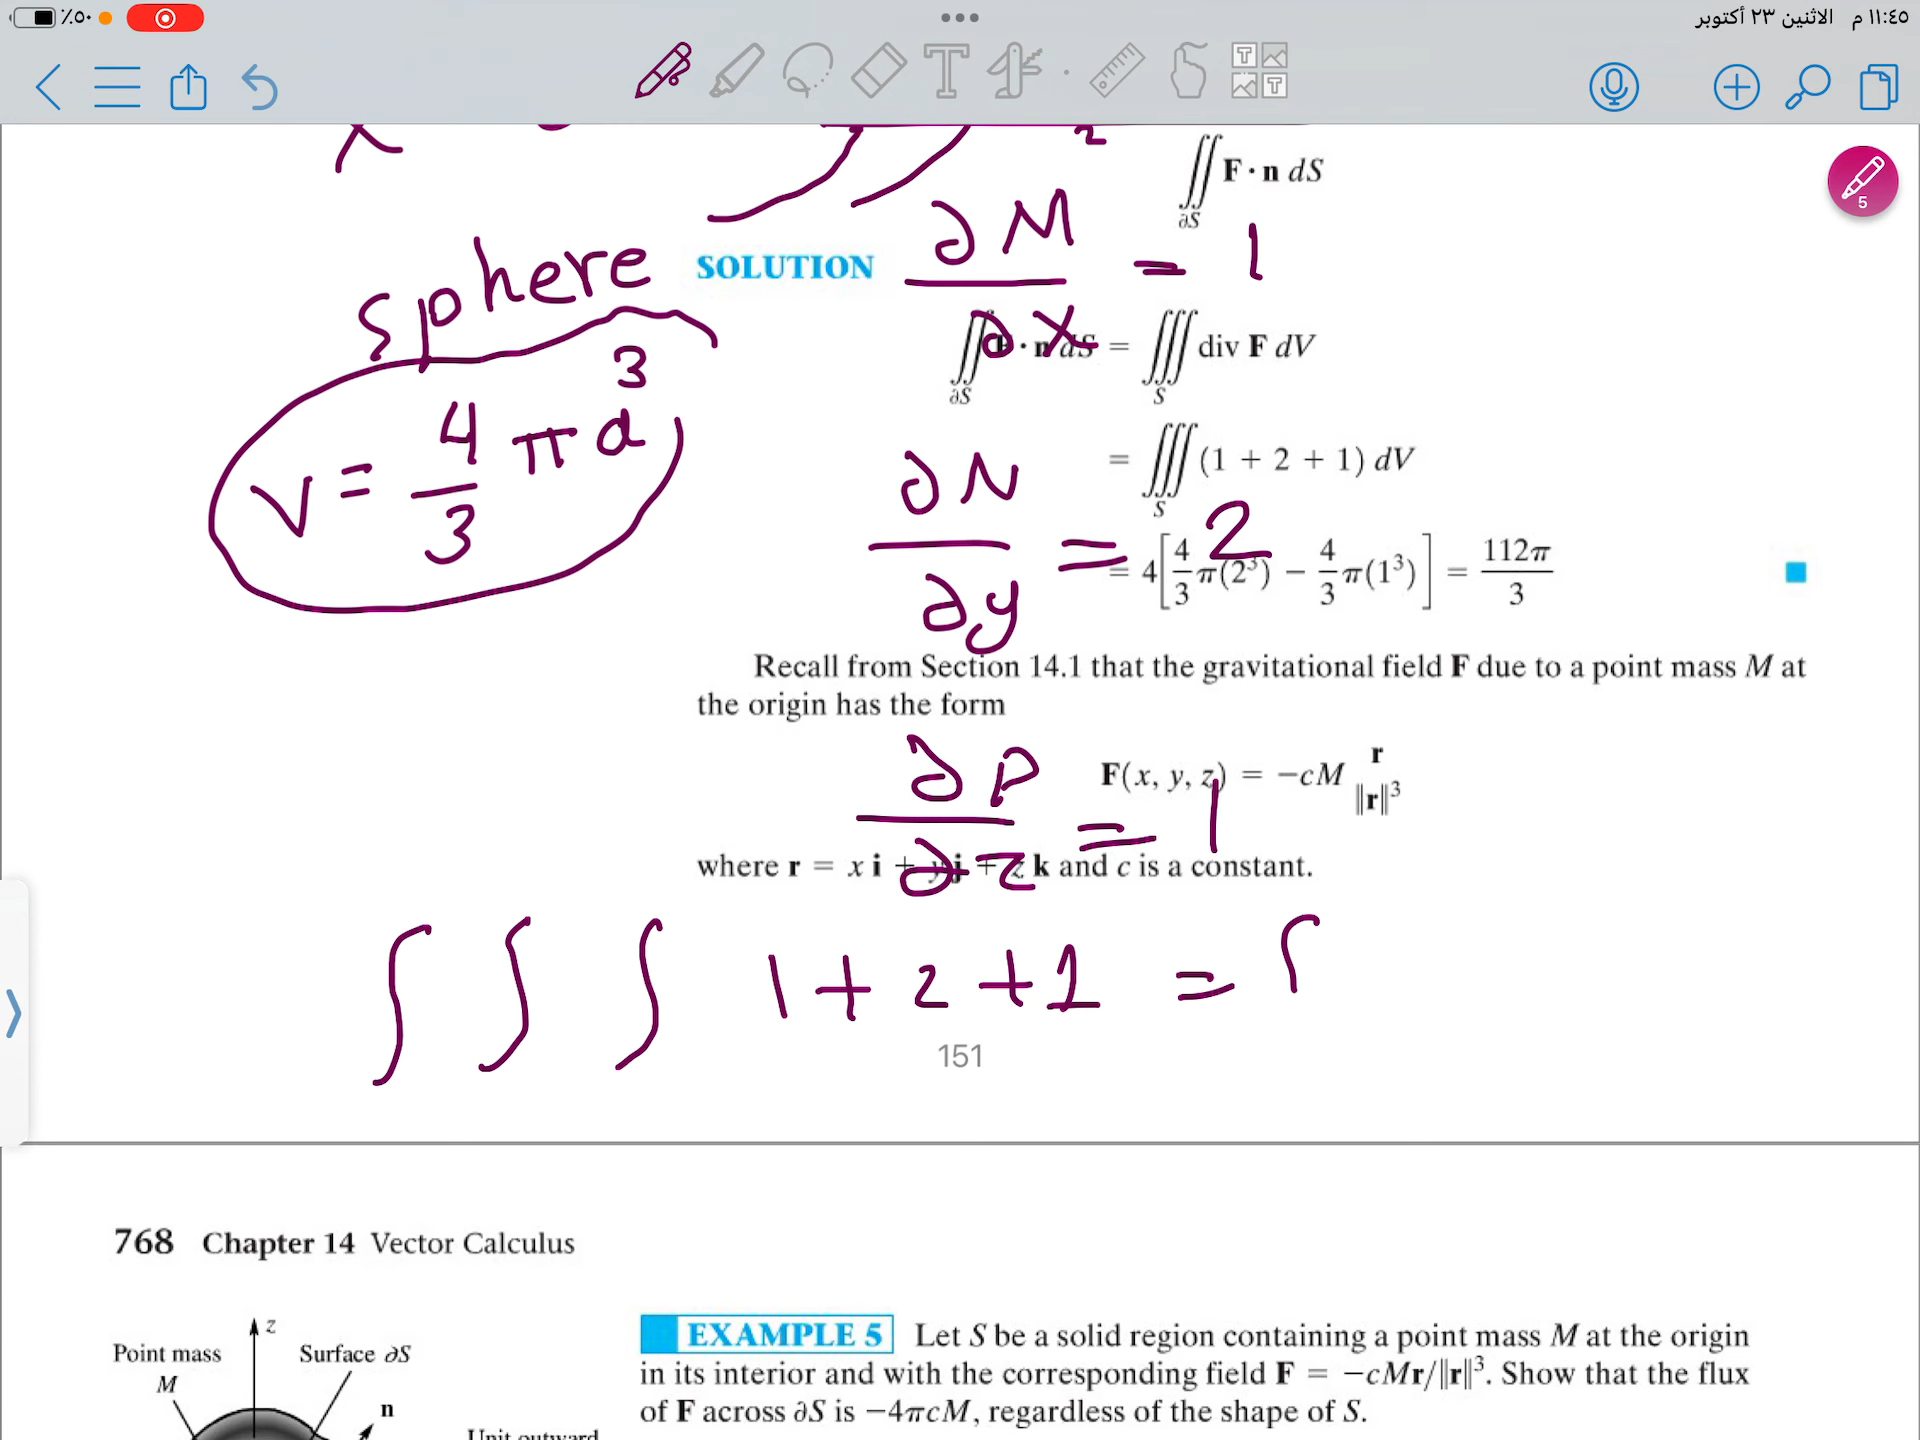 ٪٥٠
١١:٤٥ م الاثنين ٢٣ أكتوبر
5
x
2
∬∂S F · n dS
sphere
SOLUTION
∂M/∂x = 1
∬∂S · n dS = ∭S div F dV
V = 4/3 π a³
= ∭S (1 + 2 + 1) dV
∂N/∂y = 2
= 4[4/3 π(2³) − 4/3 π(1³)] = 112π/3
Recall from Section 14.1 that the gravitational field F due to a point mass M at
the origin has the form
∂P/∂z = 1
F(x, y, z) = −cM r/‖r‖³
where r = x i + y j + z k and c is a constant.
∫ ∫ ∫ 1 + 2 + 1 = ∫
151
768 Chapter 14 Vector Calculus
z
Point mass
M
Surface ∂S
n
Unit outward
EXAMPLE 5 Let S be a solid region containing a point mass M at the origin
in its interior and with the corresponding field F = −cMr/‖r‖³. Show that the flux
of F across ∂S is −4πcM, regardless of the shape of S.